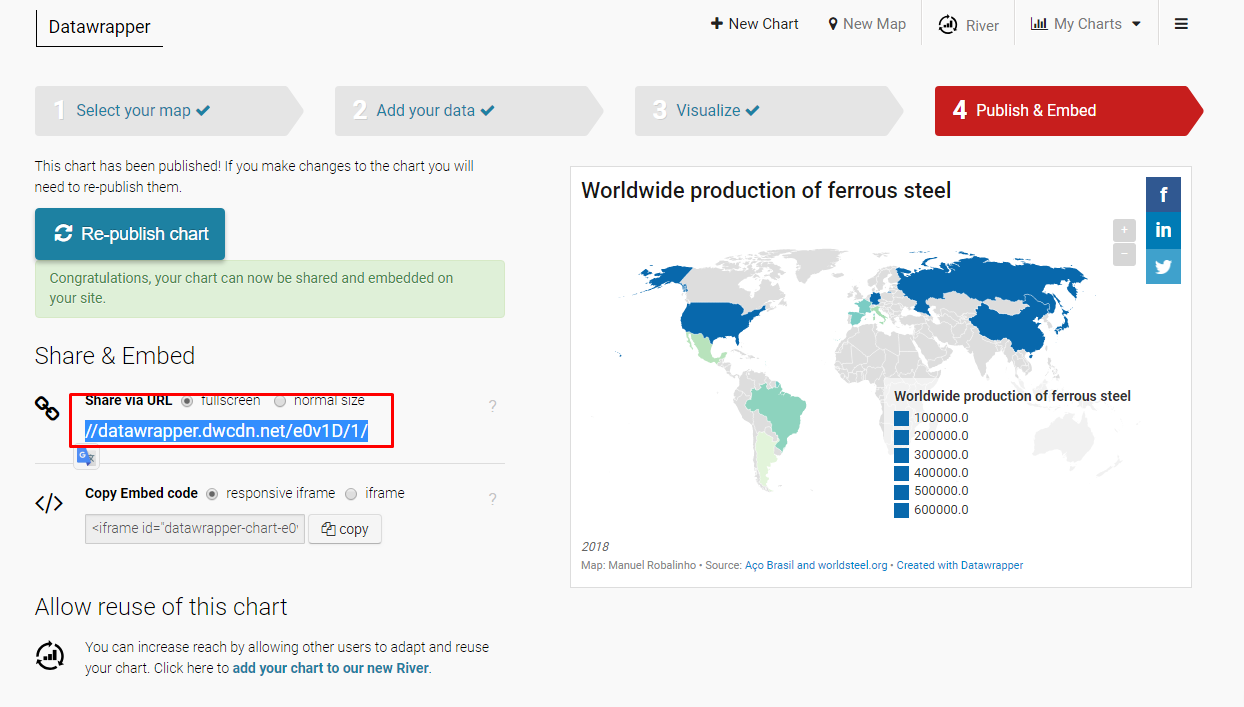 Datawrapper
New Chart
New Map
River
My Charts
1 Select your map
2 Add your data
3 Visualize
4 Publish & Embed
This chart has been published! If you make changes to the chart you will
need to re-publish them.
Re-publish chart
Congratulations, your chart can now be shared and embedded on
your site.
Share & Embed
Share via URL fullscreen normal size ?
//datawrapper.dwcdn.net/e0v1D/1/
Copy Embed code responsive iframe iframe ?
</>
<iframe id="datawrapper-chart-e0v copy
Allow reuse of this chart
You can increase reach by allowing other users to adapt and reuse
your chart. Click here to add your chart to our new River.
Worldwide production of ferrous steel
f
in
+
−
Worldwide production of ferrous steel
100000.0
200000.0
300000.0
400000.0
500000.0
600000.0
2018
Map: Manuel Robalinho • Source: Aço Brasil and worldsteel.org • Created with Datawrapper